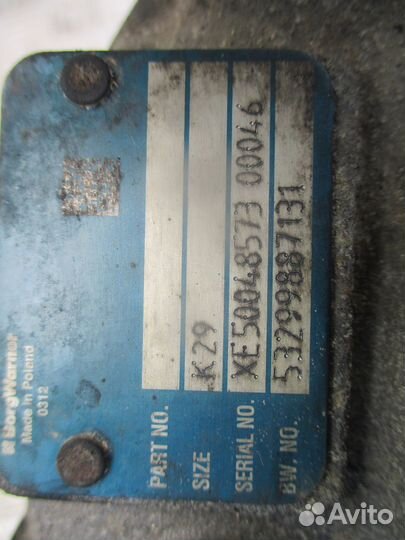 BorgWarner
Made in Poland
0312
PART NO.
SIZE K29
SERIAL NO. XE50048573 00046
BW. NO. 53299887131
Avito